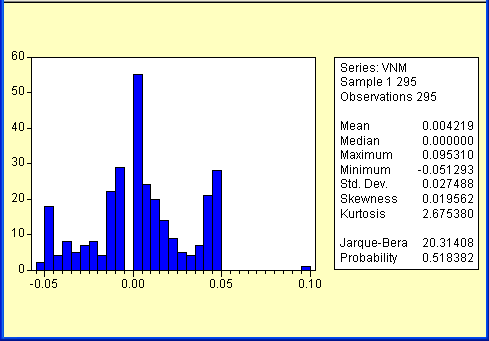 60
50
40
30
20
10
0
-0.05 0.00 0.05 0.10
Series: VNM
Sample 1 295
Observations 295
Mean 0.004219
Median 0.000000
Maximum 0.095310
Minimum -0.051293
Std. Dev. 0.027488
Skewness 0.019562
Kurtosis 2.675380
Jarque-Bera 20.31408
Probability 0.518382